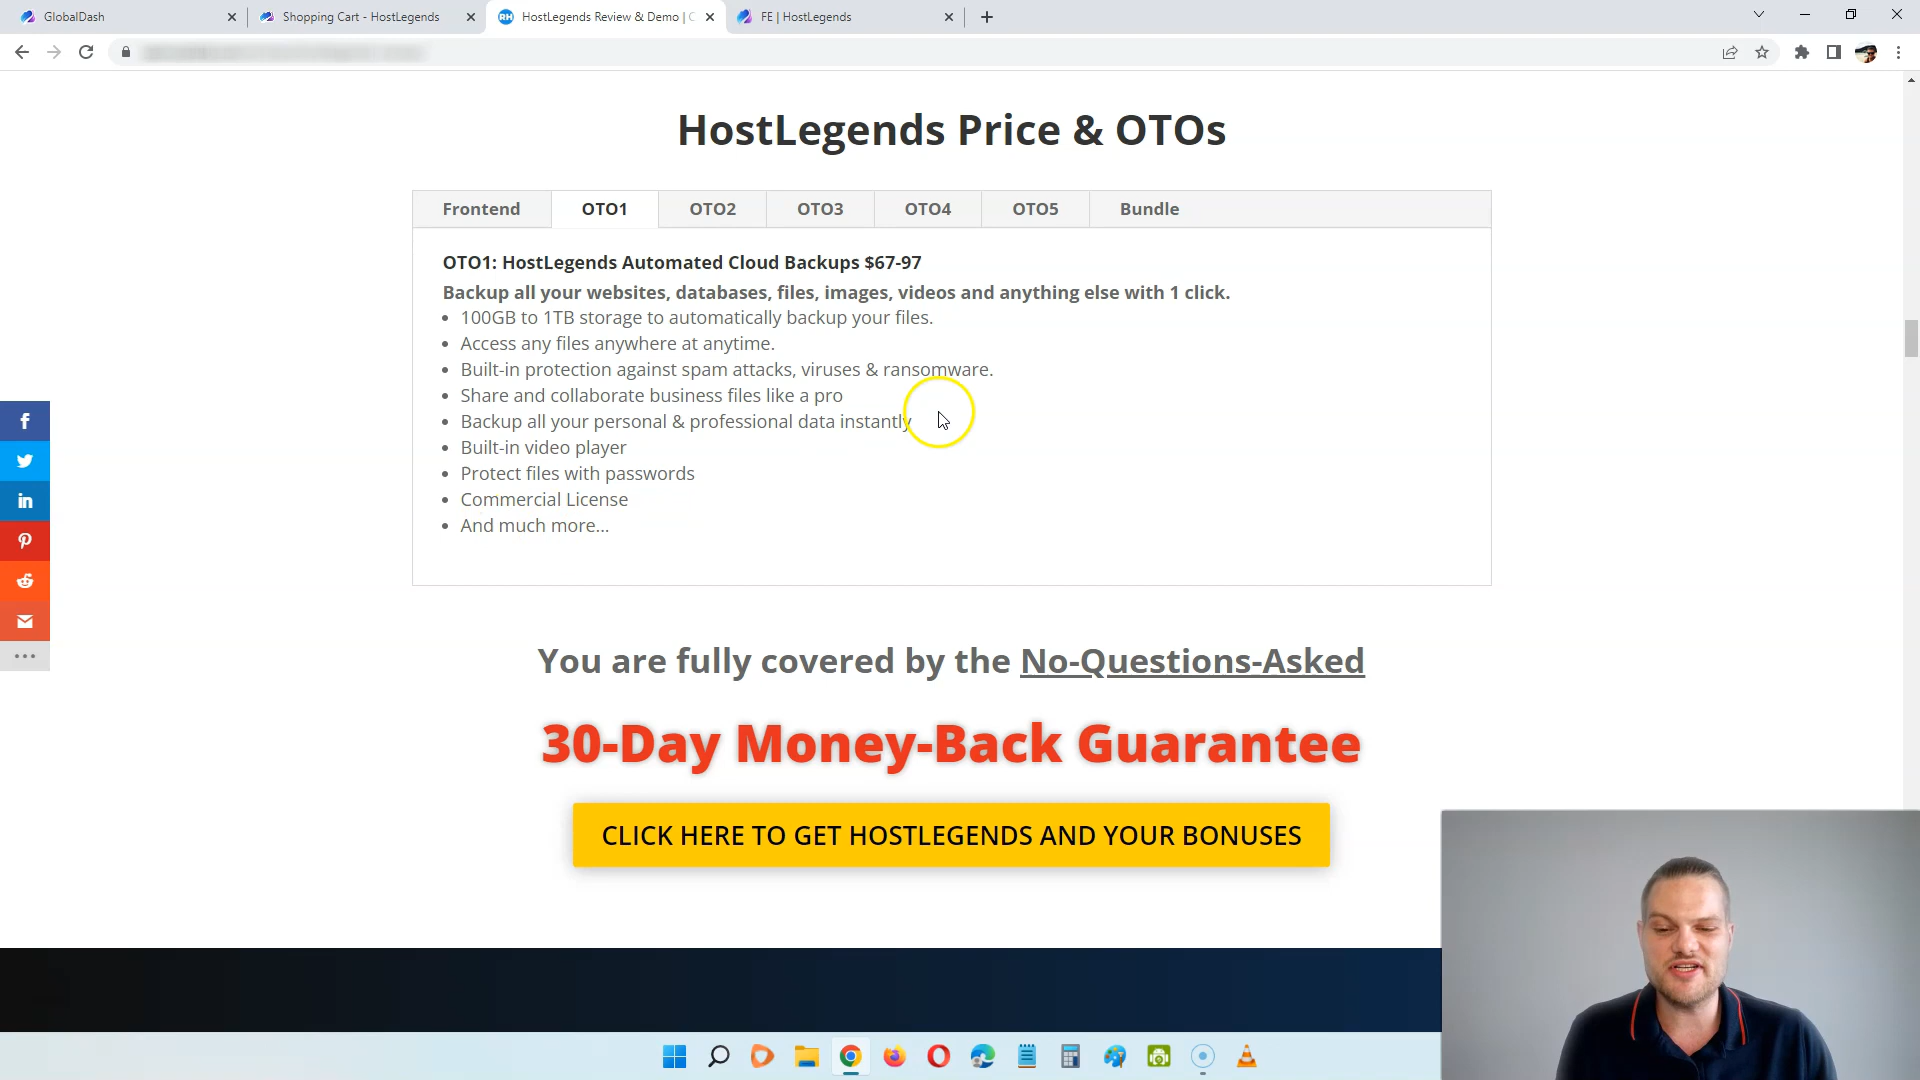 GlobalDash
Shopping Cart - HostLegends
HostLegends Review & Demo |
FE | HostLegends
HostLegends Price & OTOs
Frontend
OTO1
OTO2
OTO3
OTO4
OTO5
Bundle
OTO1: HostLegends Automated Cloud Backups $67-97
Backup all your websites, databases, files, images, videos and anything else with 1 click.
• 100GB to 1TB storage to automatically backup your files.
• Access any files anywhere at anytime.
• Built-in protection against spam attacks, viruses & ransomware.
• Share and collaborate business files like a pro
• Backup all your personal & professional data instantly
• Built-in video player
• Protect files with passwords
• Commercial License
• And much more...
You are fully covered by the No-Questions-Asked
30-Day Money-Back Guarantee
CLICK HERE TO GET HOSTLEGENDS AND YOUR BONUSES